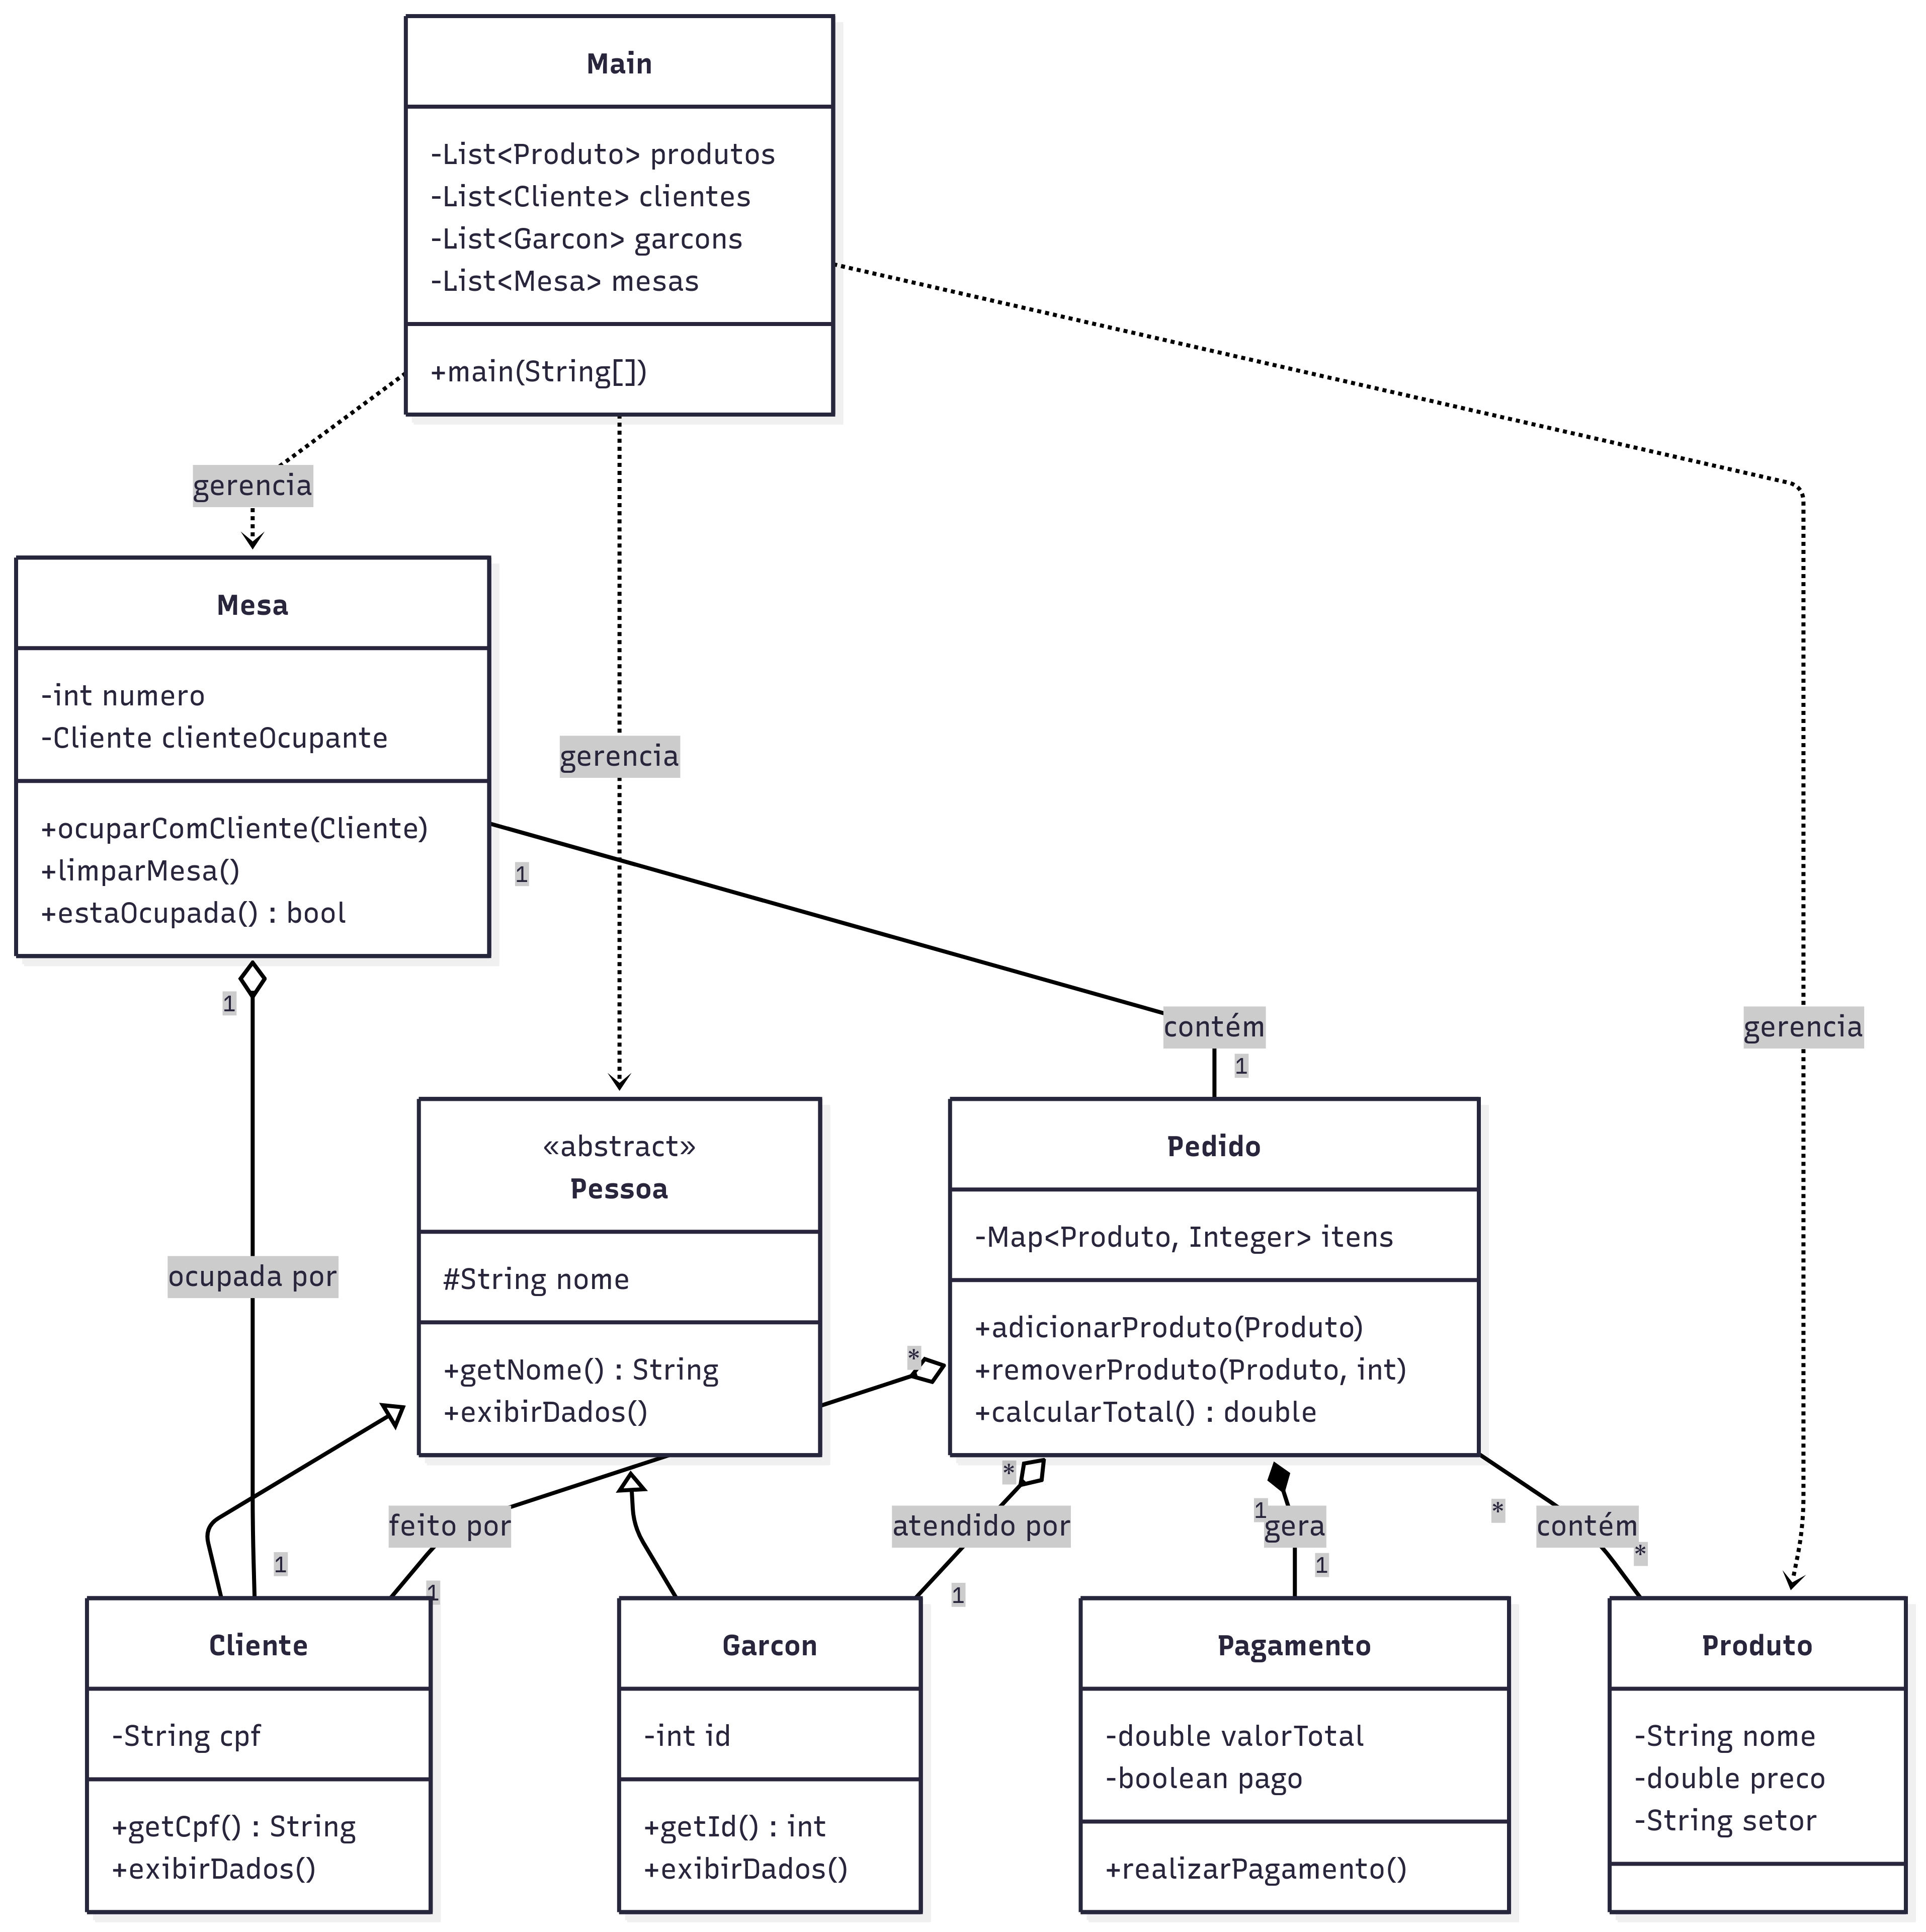 Main
-List<Produto> produtos
-List<Cliente> clientes
-List<Garcon> garcons
-List<Mesa> mesas
+main(String[])
gerencia
Mesa
-int numero
-Cliente clienteOcupante
+ocuparComCliente(Cliente)
+limparMesa()
+estaOcupada() : bool
gerencia
1
1
contém
1
gerencia
ocupada por
1
«abstract»
Pessoa
#String nome
+getNome() : String
+exibirDados()
Pedido
-Map<Produto, Integer> itens
+adicionarProduto(Produto)
+removerProduto(Produto, int)
+calcularTotal() : double
*
feito por
1
*
atendido por
1
1
gera
1
*
contém
*
Cliente
-String cpf
+getCpf() : String
+exibirDados()
Garcon
-int id
+getId() : int
+exibirDados()
Pagamento
-double valorTotal
-boolean pago
+realizarPagamento()
Produto
-String nome
-double preco
-String setor